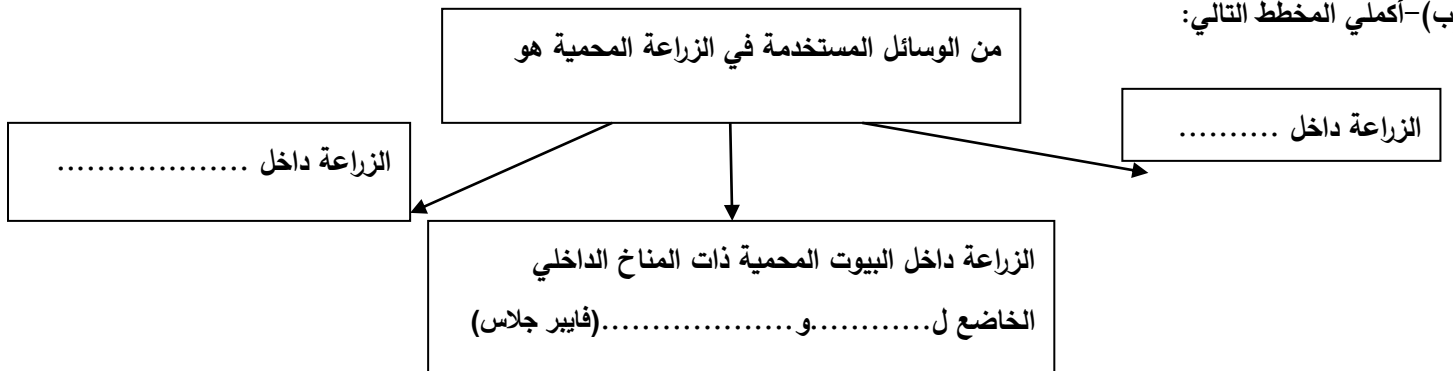 ب)-أكملي المخطط التالي:
من الوسائل المستخدمة في الزراعة المحمية هو
الزراعة داخل ..........
الزراعة داخل ...................
الزراعة داخل البيوت المحمية ذات المناخ الداخلي
الخاضع ل............و...................(فايبر جلاس)